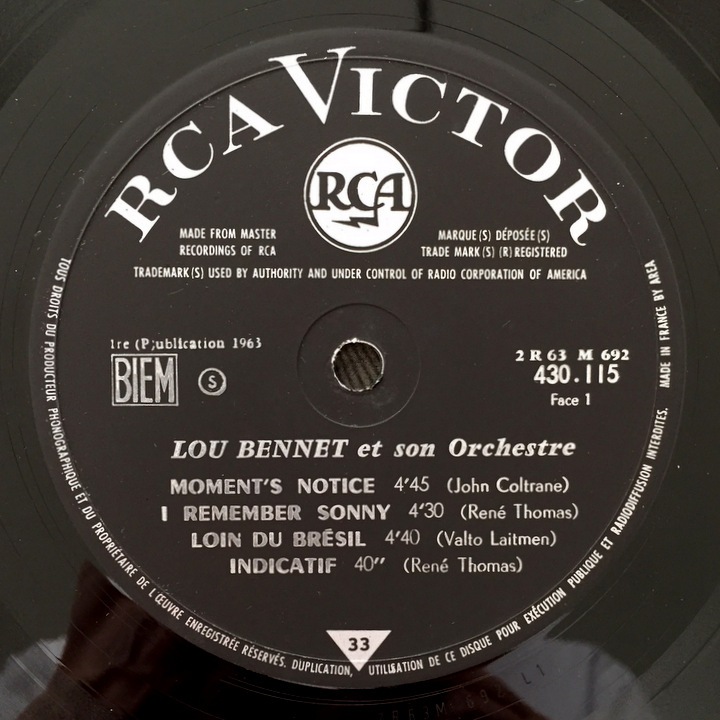 RCA VICTOR
RCA
MADE FROM MASTER
RECORDINGS OF RCA
MARQUE(S) DÉPOSÉE(S)
TRADE MARK(S) (R) REGISTERED
TRADEMARK(S) USED BY AUTHORITY AND UNDER CONTROL OF RADIO CORPORATION OF AMERICA
1re (P;ublication 1963
BIEM
S
2 R 63 M 692
430.115
Face 1
LOU BENNET et son Orchestre
MOMENT'S NOTICE 4'45 (John Coltrane)
I REMEMBER SONNY 4'30 (René Thomas)
LOIN DU BRÉSIL 4'40 (Valto Laitmen)
INDICATIF 40" (René Thomas)
33
TOUS DROITS DU PRODUCTEUR PHONOGRAPHIQUE ET DU PROPRIÉTAIRE DE L'ŒUVRE ENREGISTRÉE RÉSERVÉS. DUPLICATION, UTILISATION DE CE DISQUE POUR EXÉCUTION PUBLIQUE ET RADIODIFFUSION INTERDITES. MADE IN FRANCE BY AREA